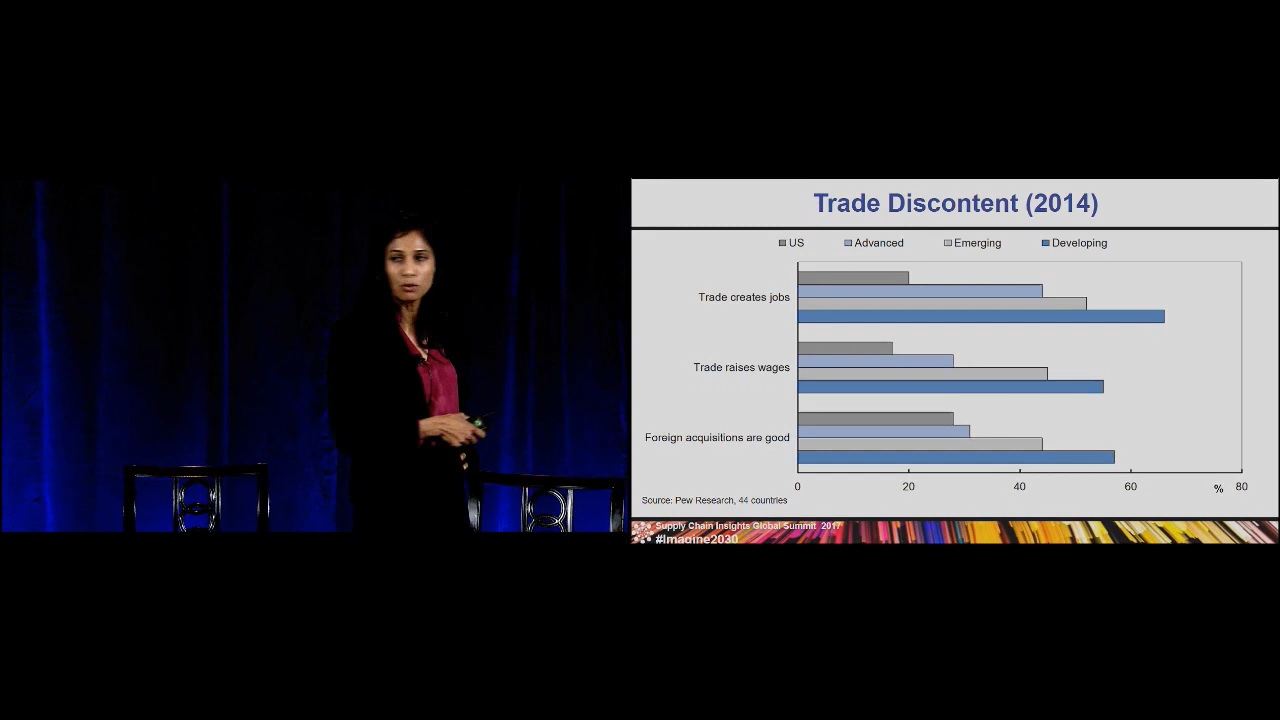 Trade Discontent (2014)
US Advanced Emerging Developing
Trade creates jobs
Trade raises wages
Foreign acquisitions are good
0 20 40 60 % 80
Source: Pew Research, 44 countries
Supply Chain Insights Global Summit 2017
#Imagine2030